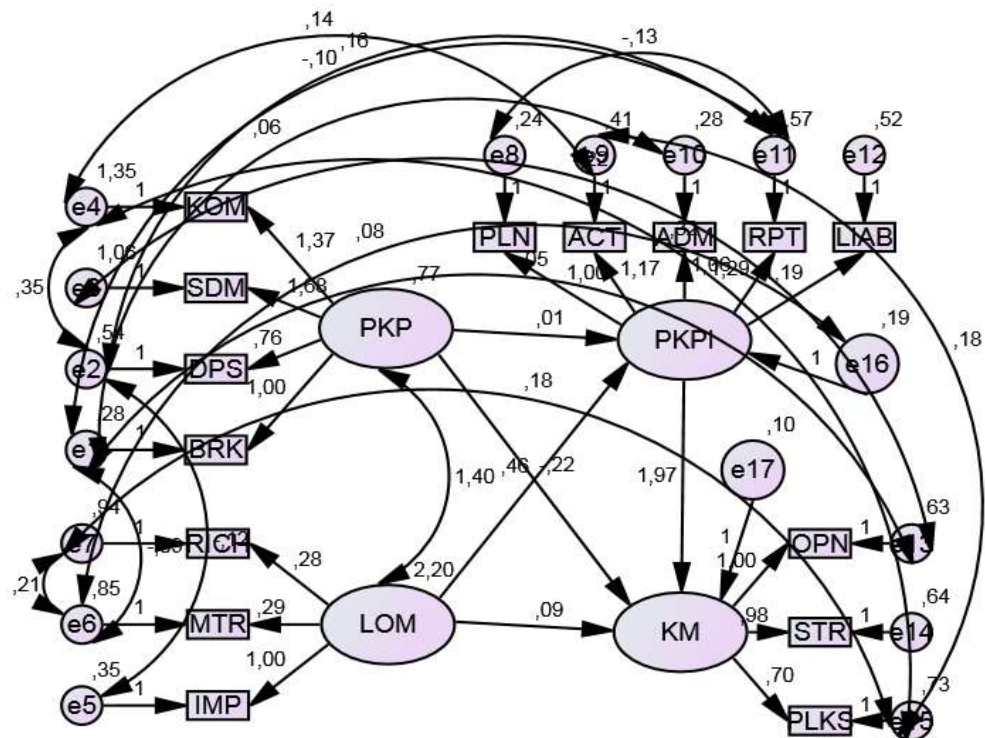 ,14
,16
-,10
-,13
,06
,24
,41
,28
,57
,52
e8
e9
e10
e11
e12
1,35
e4
1
KOM
1
1
1
1
1
PLN
ACT
ADM
RPT
LIAB
1,37
,08
1,06
1
SDM
1,68
,77
1,00
1,17
1,29
,19
,35
PKP
,01
PKPI
,19
e16
1
,18
,54
e2
1
DPS
,76
1,00
,18
,28
1
BRK
1,40
,46
-,22
1,97
,10
e17
,94
e7
1
,28
2,20
1
1,00
OPN
1
,63
,21
,85
e6
1
MTR
,29
LOM
,09
KM
,98
STR
1
e14
,64
,35
e5
1
IMP
1,00
,70
PLKS
1
,73